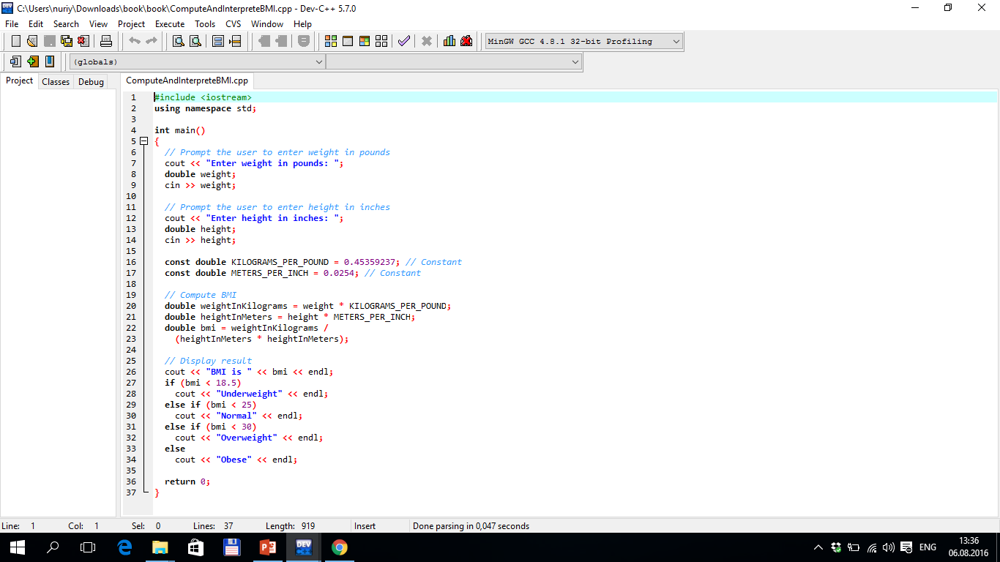 C:\Users\nuriy\Downloads\book\book\ComputeAndInterpreteBMI.cpp - Dev-C++ 5.7.0
File Edit Search View Project Execute Tools CVS Window Help
MinGW GCC 4.8.1 32-bit Profiling
(globals)
Project Classes Debug ComputeAndInterpreteBMI.cpp
1 #include <iostream>
2 using namespace std;
3
4 int main()
5 {
6 // Prompt the user to enter weight in pounds
7 cout << "Enter weight in pounds: ";
8 double weight;
9 cin >> weight;
10
11 // Prompt the user to enter height in inches
12 cout << "Enter height in inches: ";
13 double height;
14 cin >> height;
15
16 const double KILOGRAMS_PER_POUND = 0.45359237; // Constant
17 const double METERS_PER_INCH = 0.0254; // Constant
18
19 // Compute BMI
20 double weightInKilograms = weight * KILOGRAMS_PER_POUND;
21 double heightInMeters = height * METERS_PER_INCH;
22 double bmi = weightInKilograms /
23 (heightInMeters * heightInMeters);
24
25 // Display result
26 cout << "BMI is " << bmi << endl;
27 if (bmi < 18.5)
28 cout << "Underweight" << endl;
29 else if (bmi < 25)
30 cout << "Normal" << endl;
31 else if (bmi < 30)
32 cout << "Overweight" << endl;
33 else
34 cout << "Obese" << endl;
35
36 return 0;
37 }
Line: 1 Col: 1 Sel: 0 Lines: 37 Length: 919 Insert Done parsing in 0,047 seconds
DEV
ENG
13:36
06.08.2016